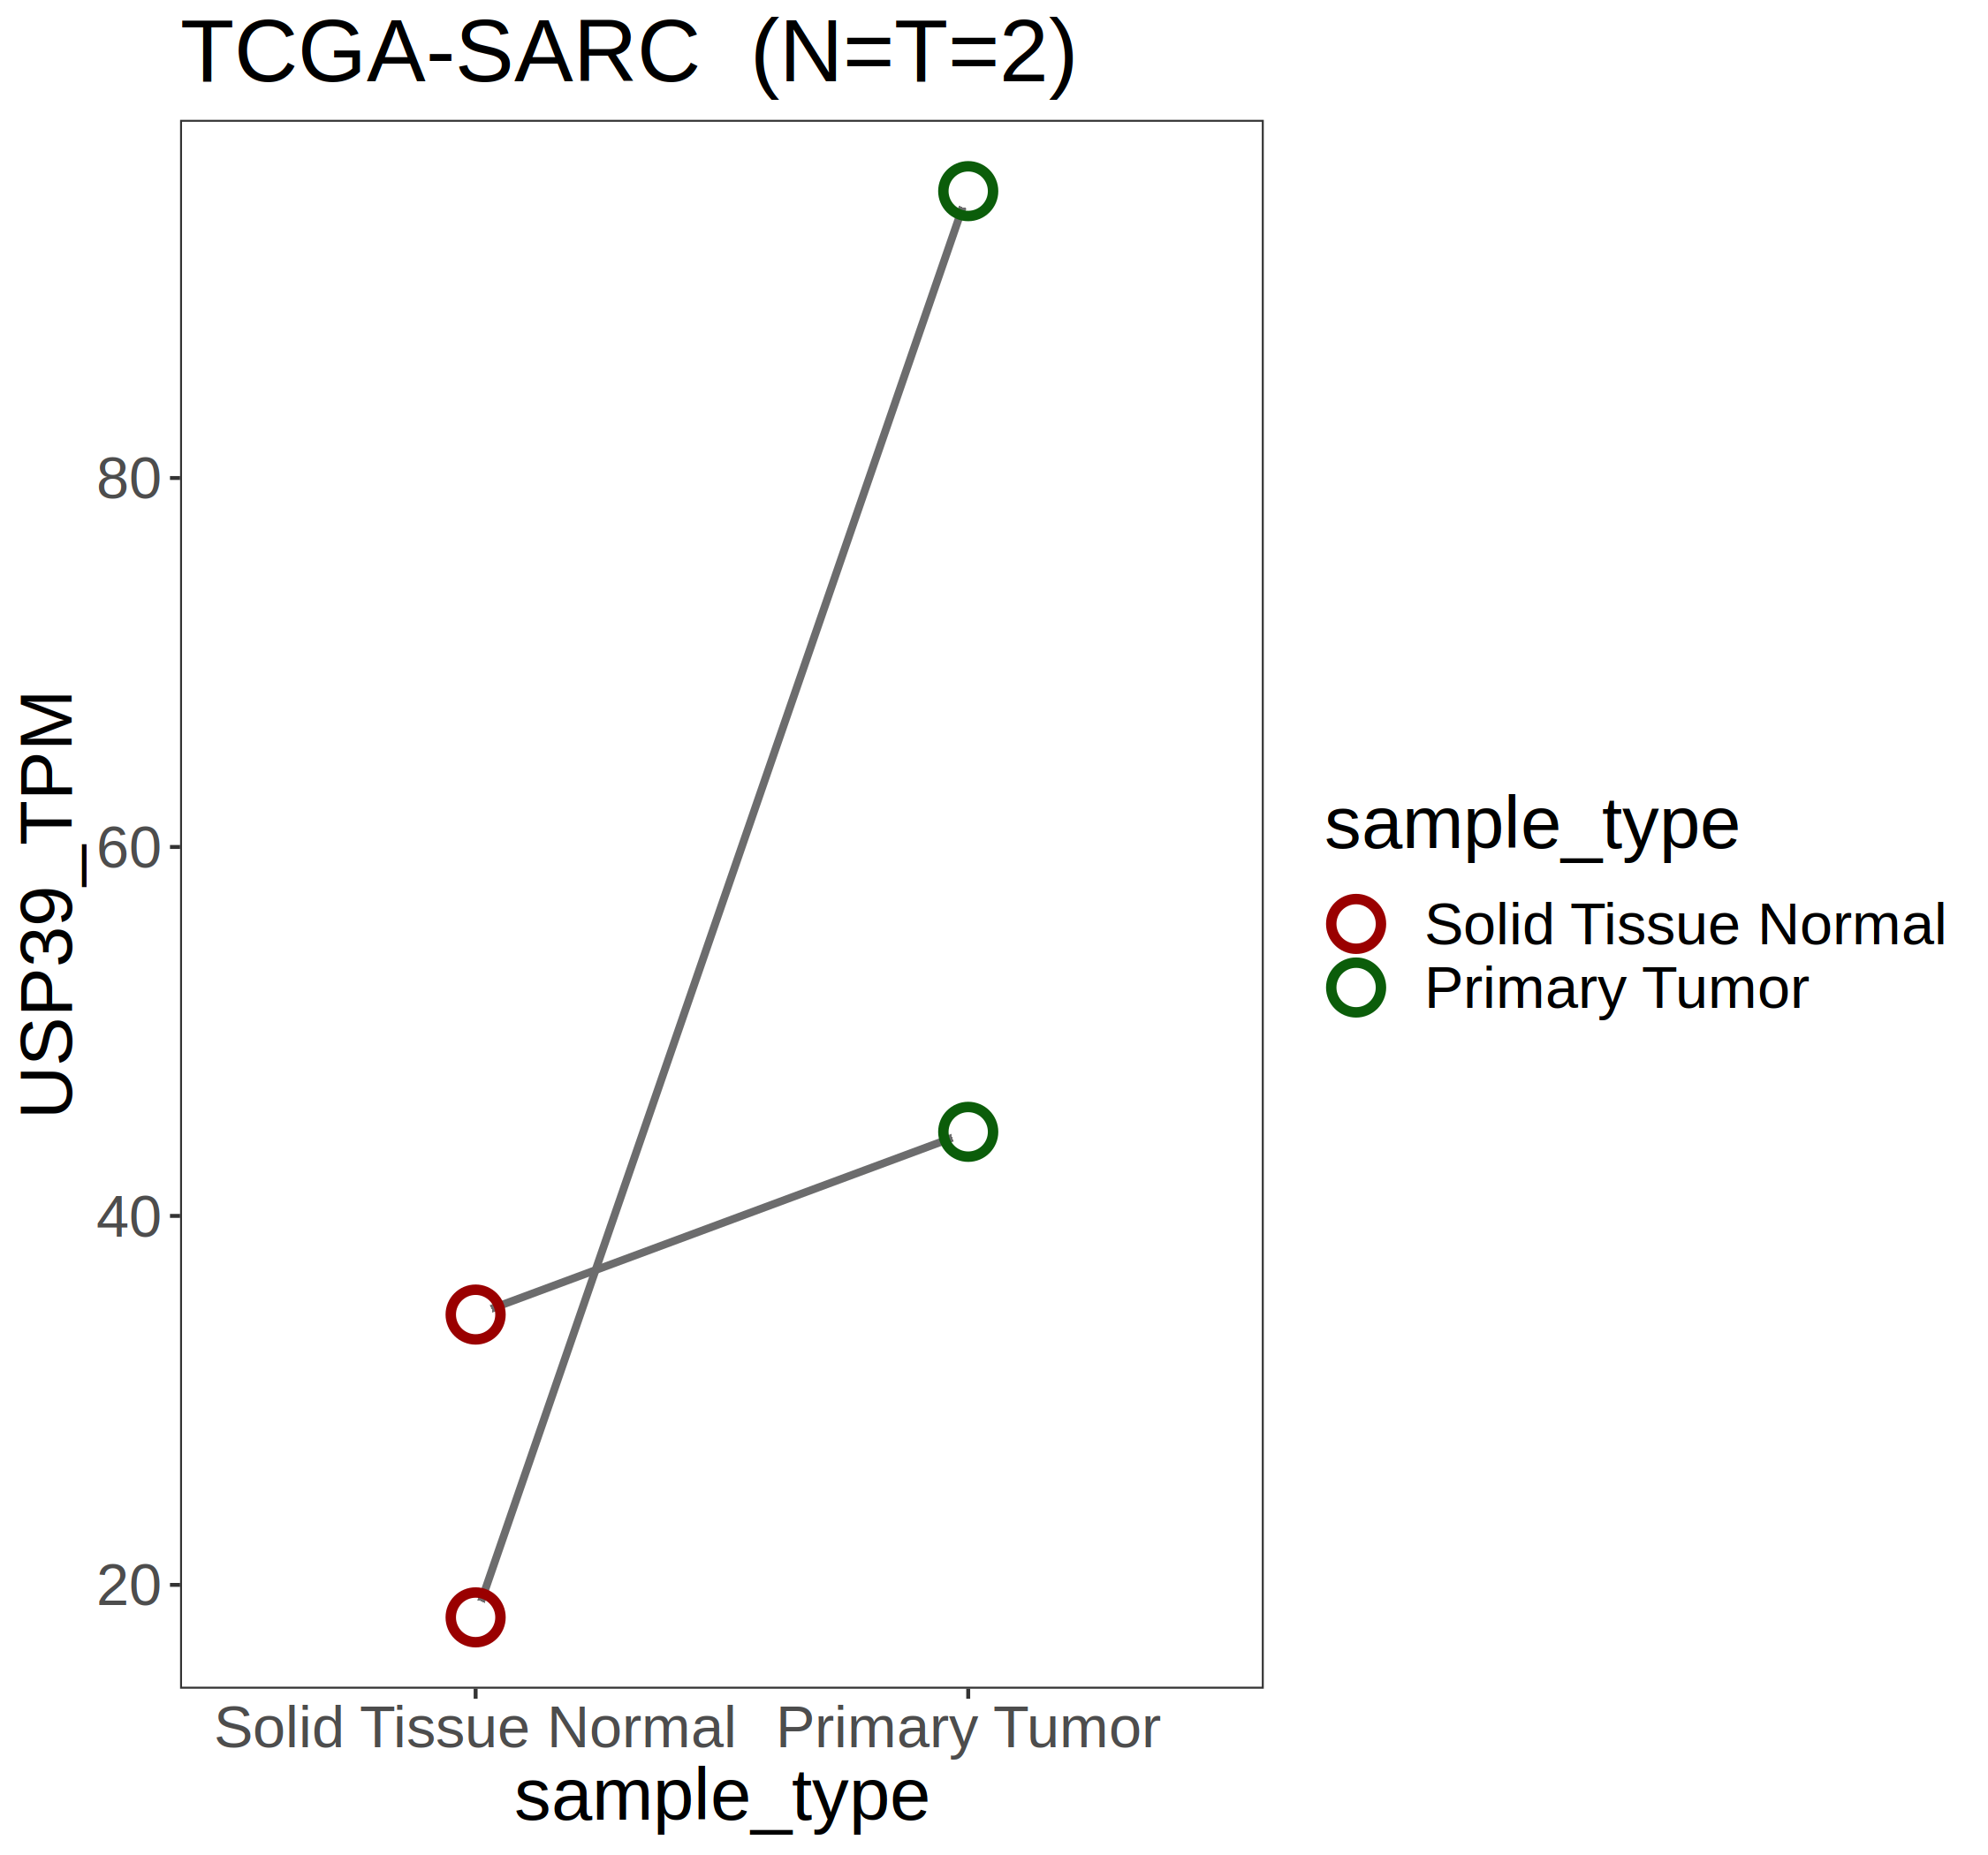 TCGA-SARC  (N=T=2)
USP39_TPM
80
60
40
20
Solid Tissue Normal
Primary Tumor
sample_type
sample_type
Solid Tissue Normal
Primary Tumor